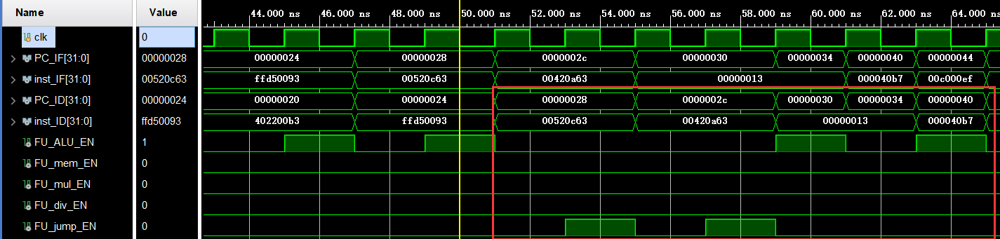 Name Value 44.000 ns 46.000 ns 48.000 ns 50.000 ns 52.000 ns 54.000 ns 56.000 ns 58.000 ns 60.000 ns 62.000 ns 64.000 ns
clk 0
PC_IF[31:0] 00000028 00000024 00000028 0000002c 00000030 00000034 00000040 00000044
inst_IF[31:0] 00520c63 ffd50093 00520c63 00420a63 00000013 000040b7 00c000ef
PC_ID[31:0] 00000024 00000020 00000024 00000028 0000002c 00000030 00000034 00000040
inst_ID[31:0] ffd50093 402200b3 ffd50093 00520c63 00420a63 00000013 000040b7
FU_ALU_EN 1
FU_mem_EN 0
FU_mul_EN 0
FU_div_EN 0
FU_jump_EN 0